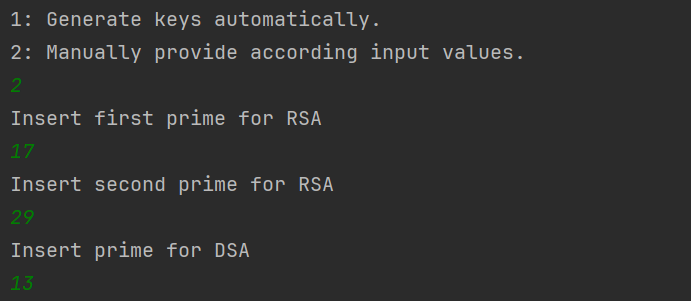 1: Generate keys automatically.
2: Manually provide according input values.
2
Insert first prime for RSA
17
Insert second prime for RSA
29
Insert prime for DSA
13